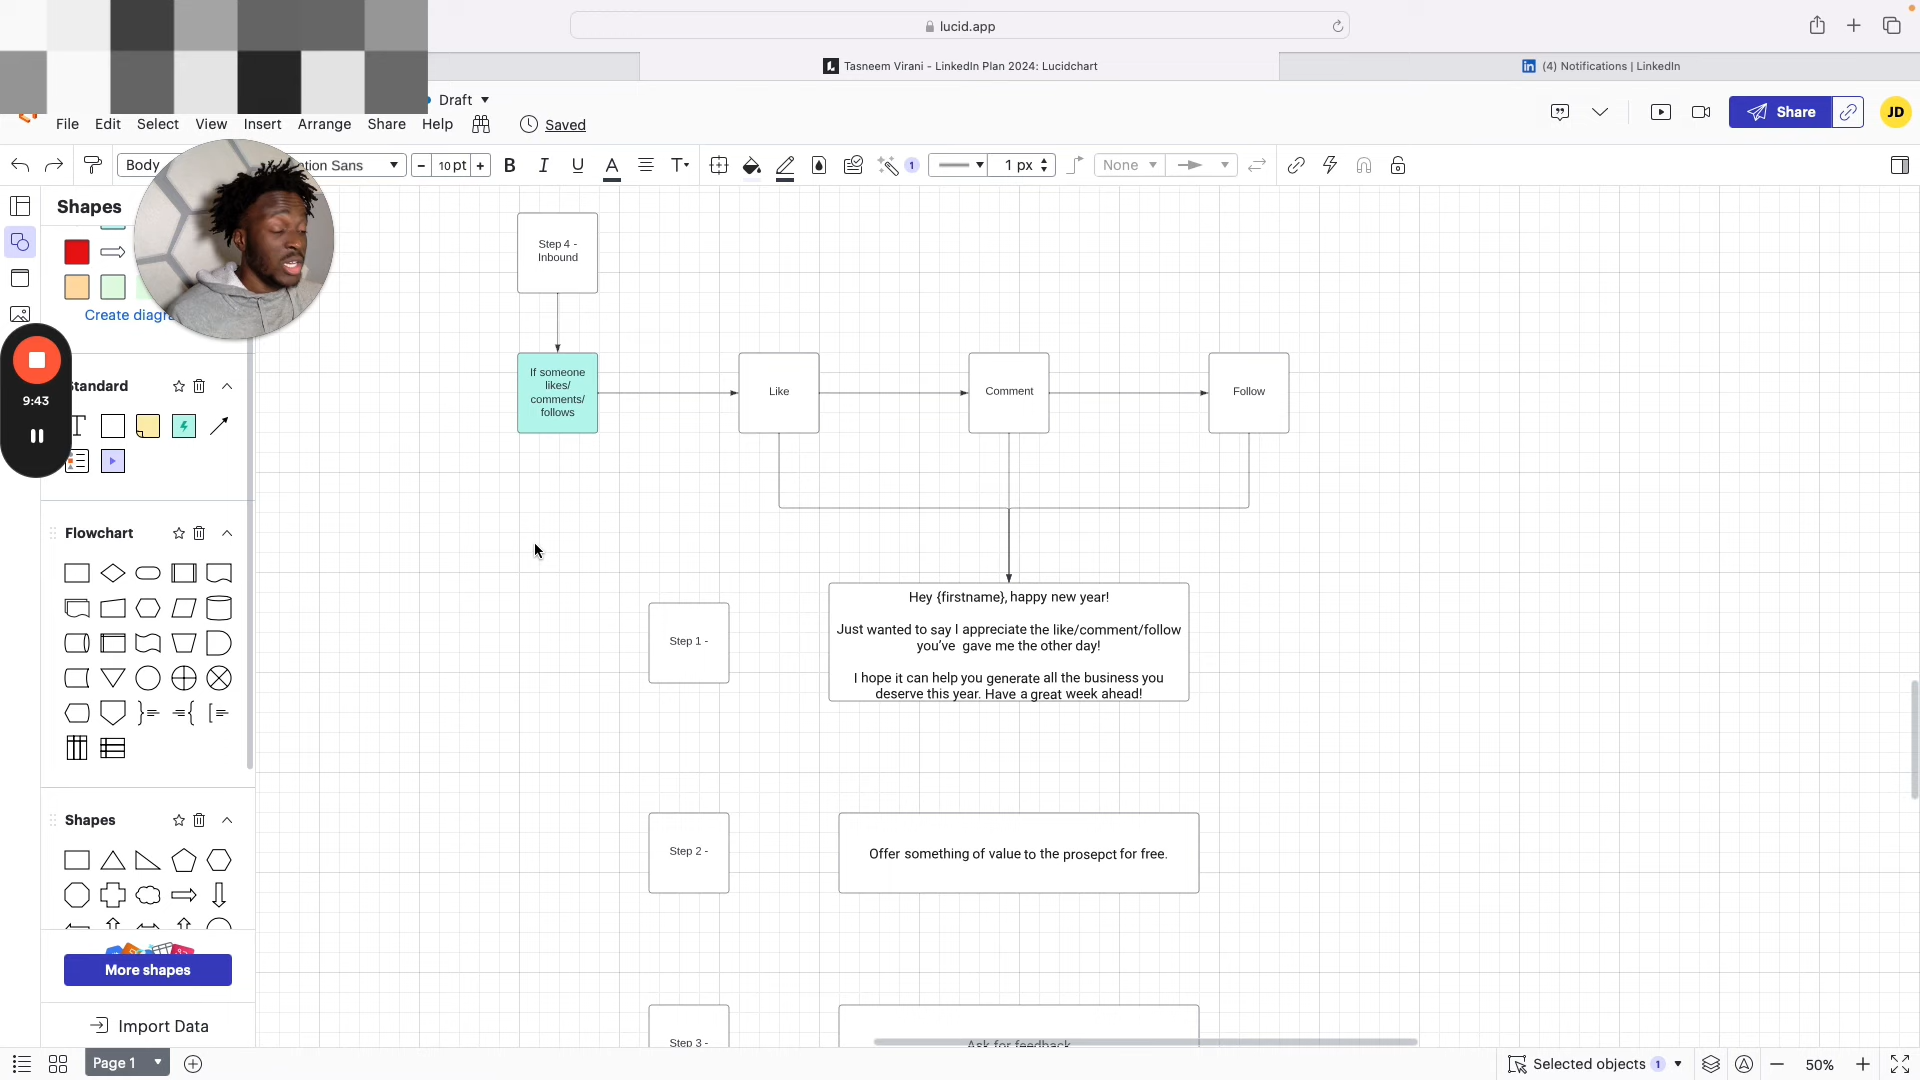 lucid.app
Tasneem Virani - LinkedIn Plan 2024: Lucidchart
(4) Notifications | LinkedIn
Draft
File Edit Select View Insert Arrange Share Help
Saved
Share
JD
Body
10 pt
B I U A T
1
1 px
None
Shapes
Step 4 -
Inbound
9:43
Standard
Flowchart
Shapes
More shapes
Import Data
If someone
likes/
comments/
follows
Like
Comment
Follow
Step 1 -
Hey {firstname}, happy new year!
Just wanted to say I appreciate the like/comment/follow
you've gave me the other day!
I hope it can help you generate all the business you
deserve this year. Have a great week ahead!
Step 2 -
Offer something of value to the prosepct for free.
Step 3 -
Ask for feedback
Page 1
Selected objects 1
50%